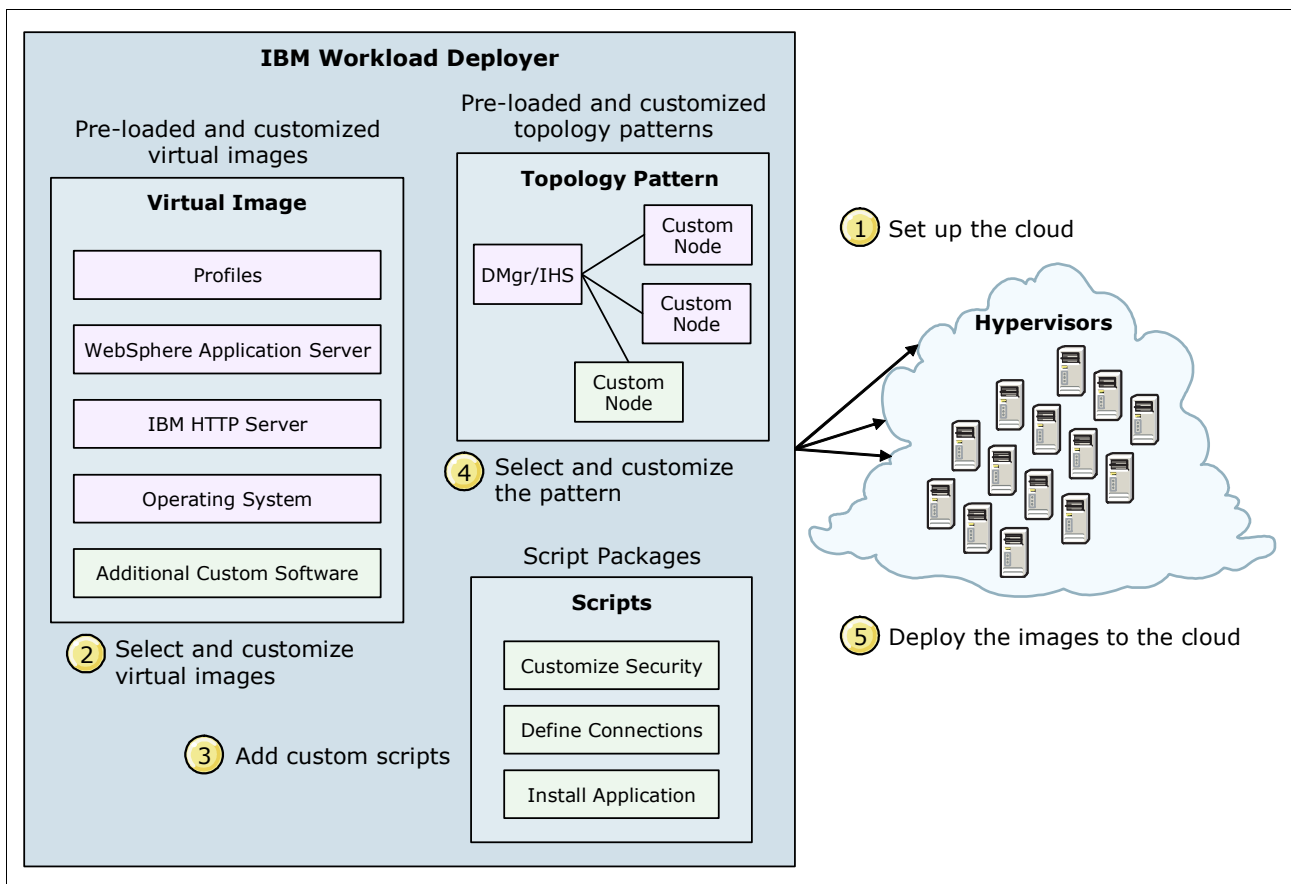 IBM Workload Deployer
Pre-loaded and customized
virtual images
Virtual Image
Profiles
WebSphere Application Server
IBM HTTP Server
Operating System
Additional Custom Software
2 Select and customize
virtual images
Pre-loaded and customized
topology patterns
Topology Pattern
DMgr/IHS
Custom
Node
Custom
Node
Custom
Node
4 Select and customize
the pattern
Script Packages
Scripts
Customize Security
Define Connections
Install Application
3 Add custom scripts
1 Set up the cloud
Hypervisors
5 Deploy the images to the cloud